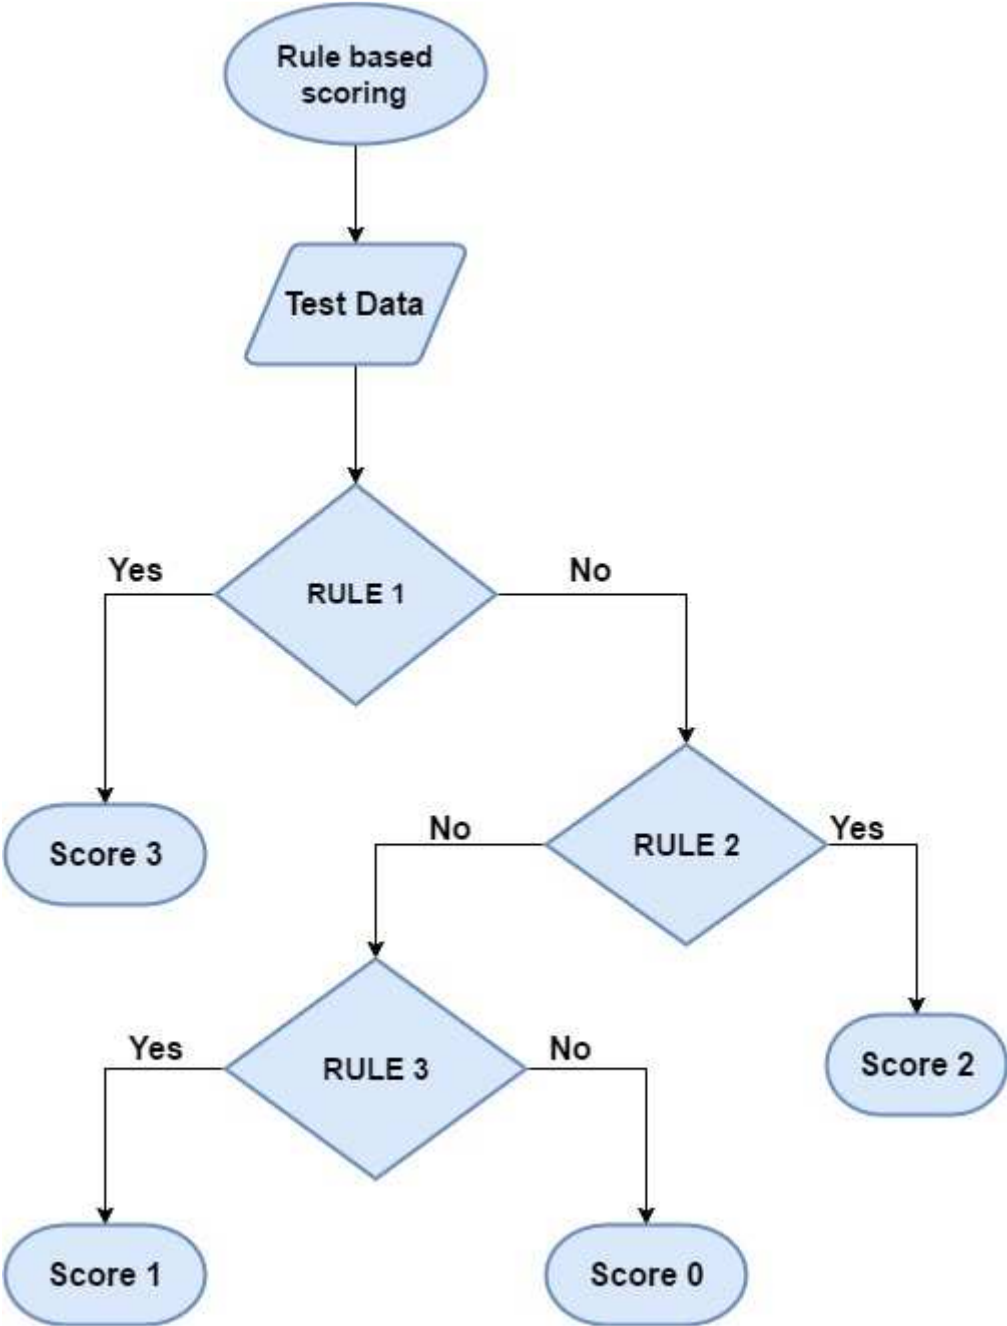 Rule based
scoring
Test Data
Yes
RULE 1
No
Score 3
No
RULE 2
Yes
Yes
RULE 3
No
Score 2
Score 1
Score 0